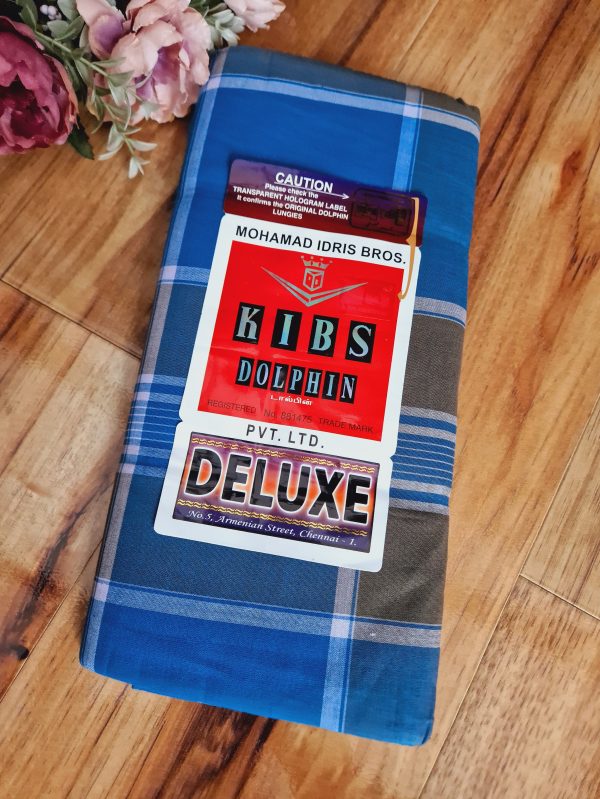 CAUTION
Please check the
TRANSPARENT HOLOGRAM LABEL
It confirms the ORIGINAL DOLPHIN
LUNGIES
MOHAMAD IDRIS BROS.
KIBS
DOLPHIN
டால்பின்
REGISTERED No. 881475 TRADE MARK
PVT. LTD.
DELUXE
No.5, Armenian Street, Chennai - 1.